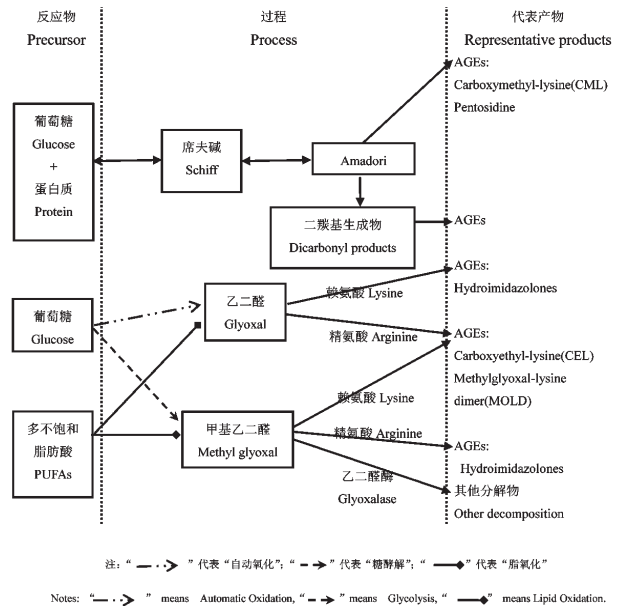 反应物
过程
代表产物
Precursor
Process
Representative products
AGEs:
Carboxymethyl-lysine(CML)
Pentosidine
葡萄糖
Glucose
+
蛋白质
Protein
席夫碱
Schiff
Amadori
二羰基生成物
Dicarbonyl products
AGEs
AGEs:
Hydroimidazolones
葡萄糖
Glucose
乙二醛
Glyoxal
赖氨酸 Lysine
精氨酸 Arginine
AGEs:
Carboxyethyl-lysine(CEL)
Methylglyoxal-lysine
dimer(MOLD)
多不饱和
脂肪酸
PUFAs
甲基乙二醛
Methyl glyoxal
赖氨酸 Lysine
精氨酸 Arginine
乙二醛酶
Glyoxalase
AGEs:
Hydroimidazolones
其他分解物
Other decomposition
注：“ ”代表“自动氧化”；“ ”代表“糖酵解”；“ ”代表“脂氧化”
Notes: “ ” means Automatic Oxidation, “ ” means Glycolysis, “ ” means Lipid Oxidation.